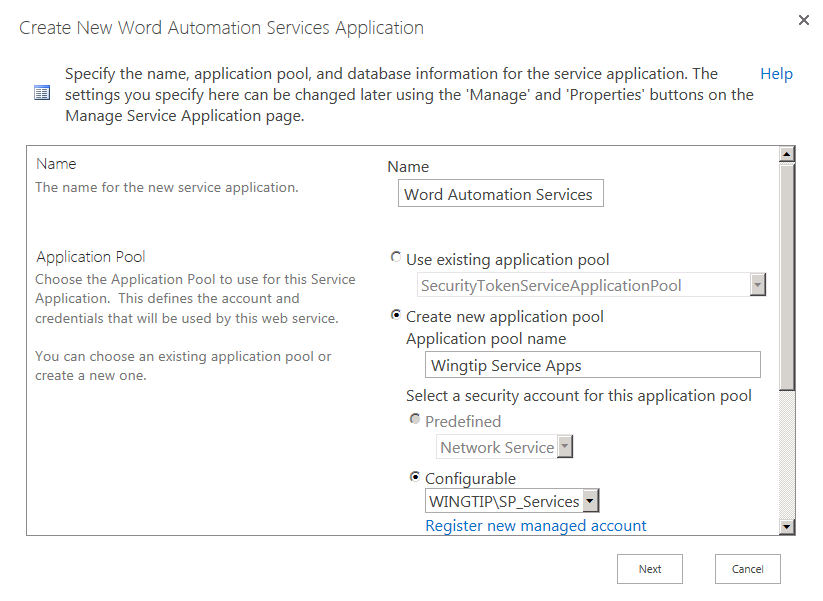 Create New Word Automation Services Application
Specify the name, application pool, and database information for the service application. The
settings you specify here can be changed later using the 'Manage' and 'Properties' buttons on the
Manage Service Application page.
Help
Name
The name for the new service application.
Name
Word Automation Services
Application Pool
Choose the Application Pool to use for this Service
Application.  This defines the account and
credentials that will be used by this web service.
You can choose an existing application pool or
create a new one.
Use existing application pool
SecurityTokenServiceApplicationPool
Create new application pool
Application pool name
Wingtip Service Apps
Select a security account for this application pool
Predefined
Network Service
Configurable
WINGTIP\SP_Services
Register new managed account
Next
Cancel